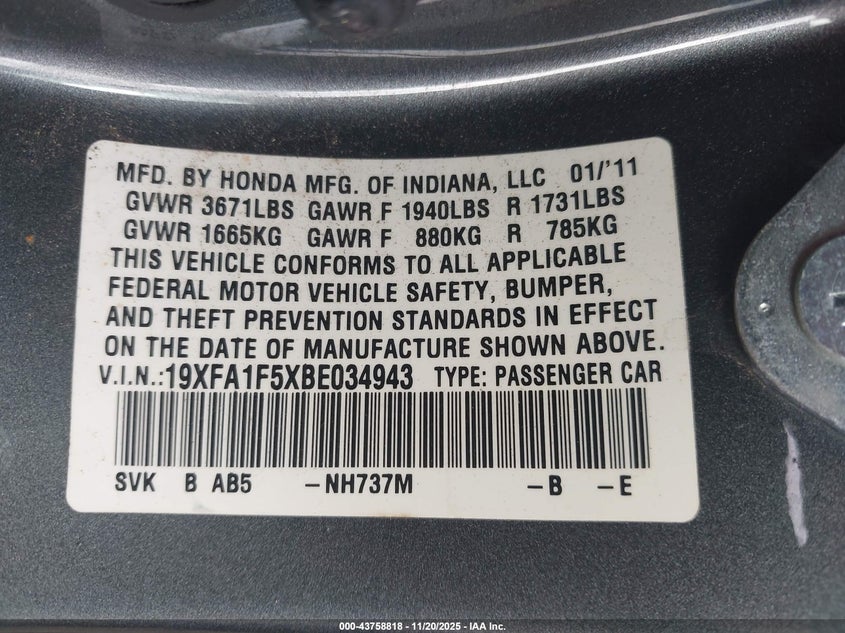 MFD. BY HONDA MFG. OF INDIANA, LLC 01/'11
GVWR 3671LBS GAWR F 1940LBS R 1731LBS
GVWR 1665KG GAWR F 880KG R 785KG
THIS VEHICLE CONFORMS TO ALL APPLICABLE
FEDERAL MOTOR VEHICLE SAFETY, BUMPER,
AND THEFT PREVENTION STANDARDS IN EFFECT
ON THE DATE OF MANUFACTURE SHOWN ABOVE.
V.I.N.:19XFA1F5XBE034943 TYPE: PASSENGER CAR
SVK B AB5 -NH737M -B -E
000-43758818 - 11/20/2025 - IAA Inc.